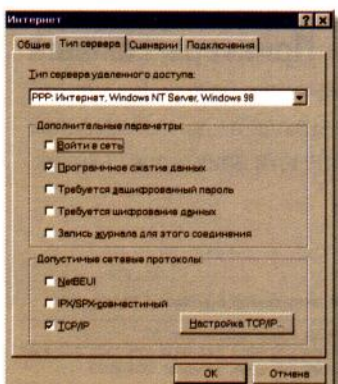 Интернет
Общие Тип сервера Сценарии Подключения
Тип сервера удаленного доступа:
PPP: Интернет, Windows NT Server, Windows 98
Дополнительные параметры:
Войти в сеть
Программное сжатие данных
Требуется зашифрованный пароль
Требуется шифрование данных
Запись журнала для этого соединения
Допустимые сетевые протоколы:
NetBEUI
IPX/SPX-совместимый
TCP/IP
Настройка TCP/IP...
OK Отмена